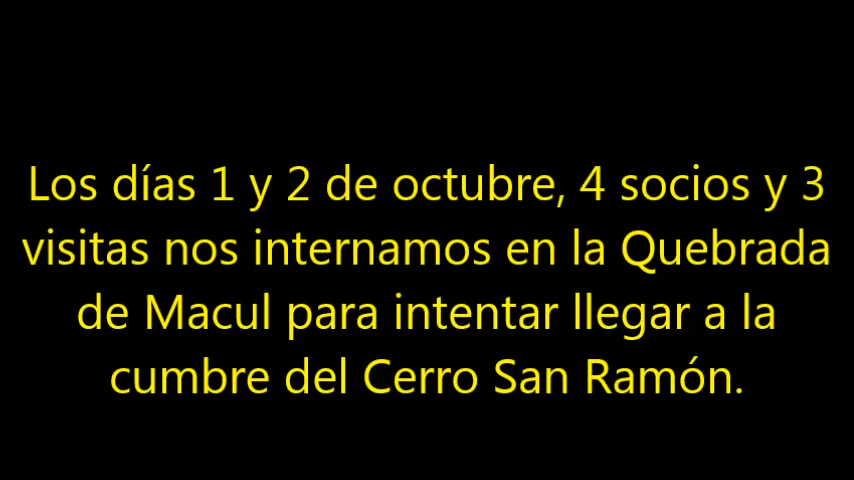 Los días 1 y 2 de octubre, 4 socios y 3
visitas nos internamos en la Quebrada
de Macul para intentar llegar a la
cumbre del Cerro San Ramón.